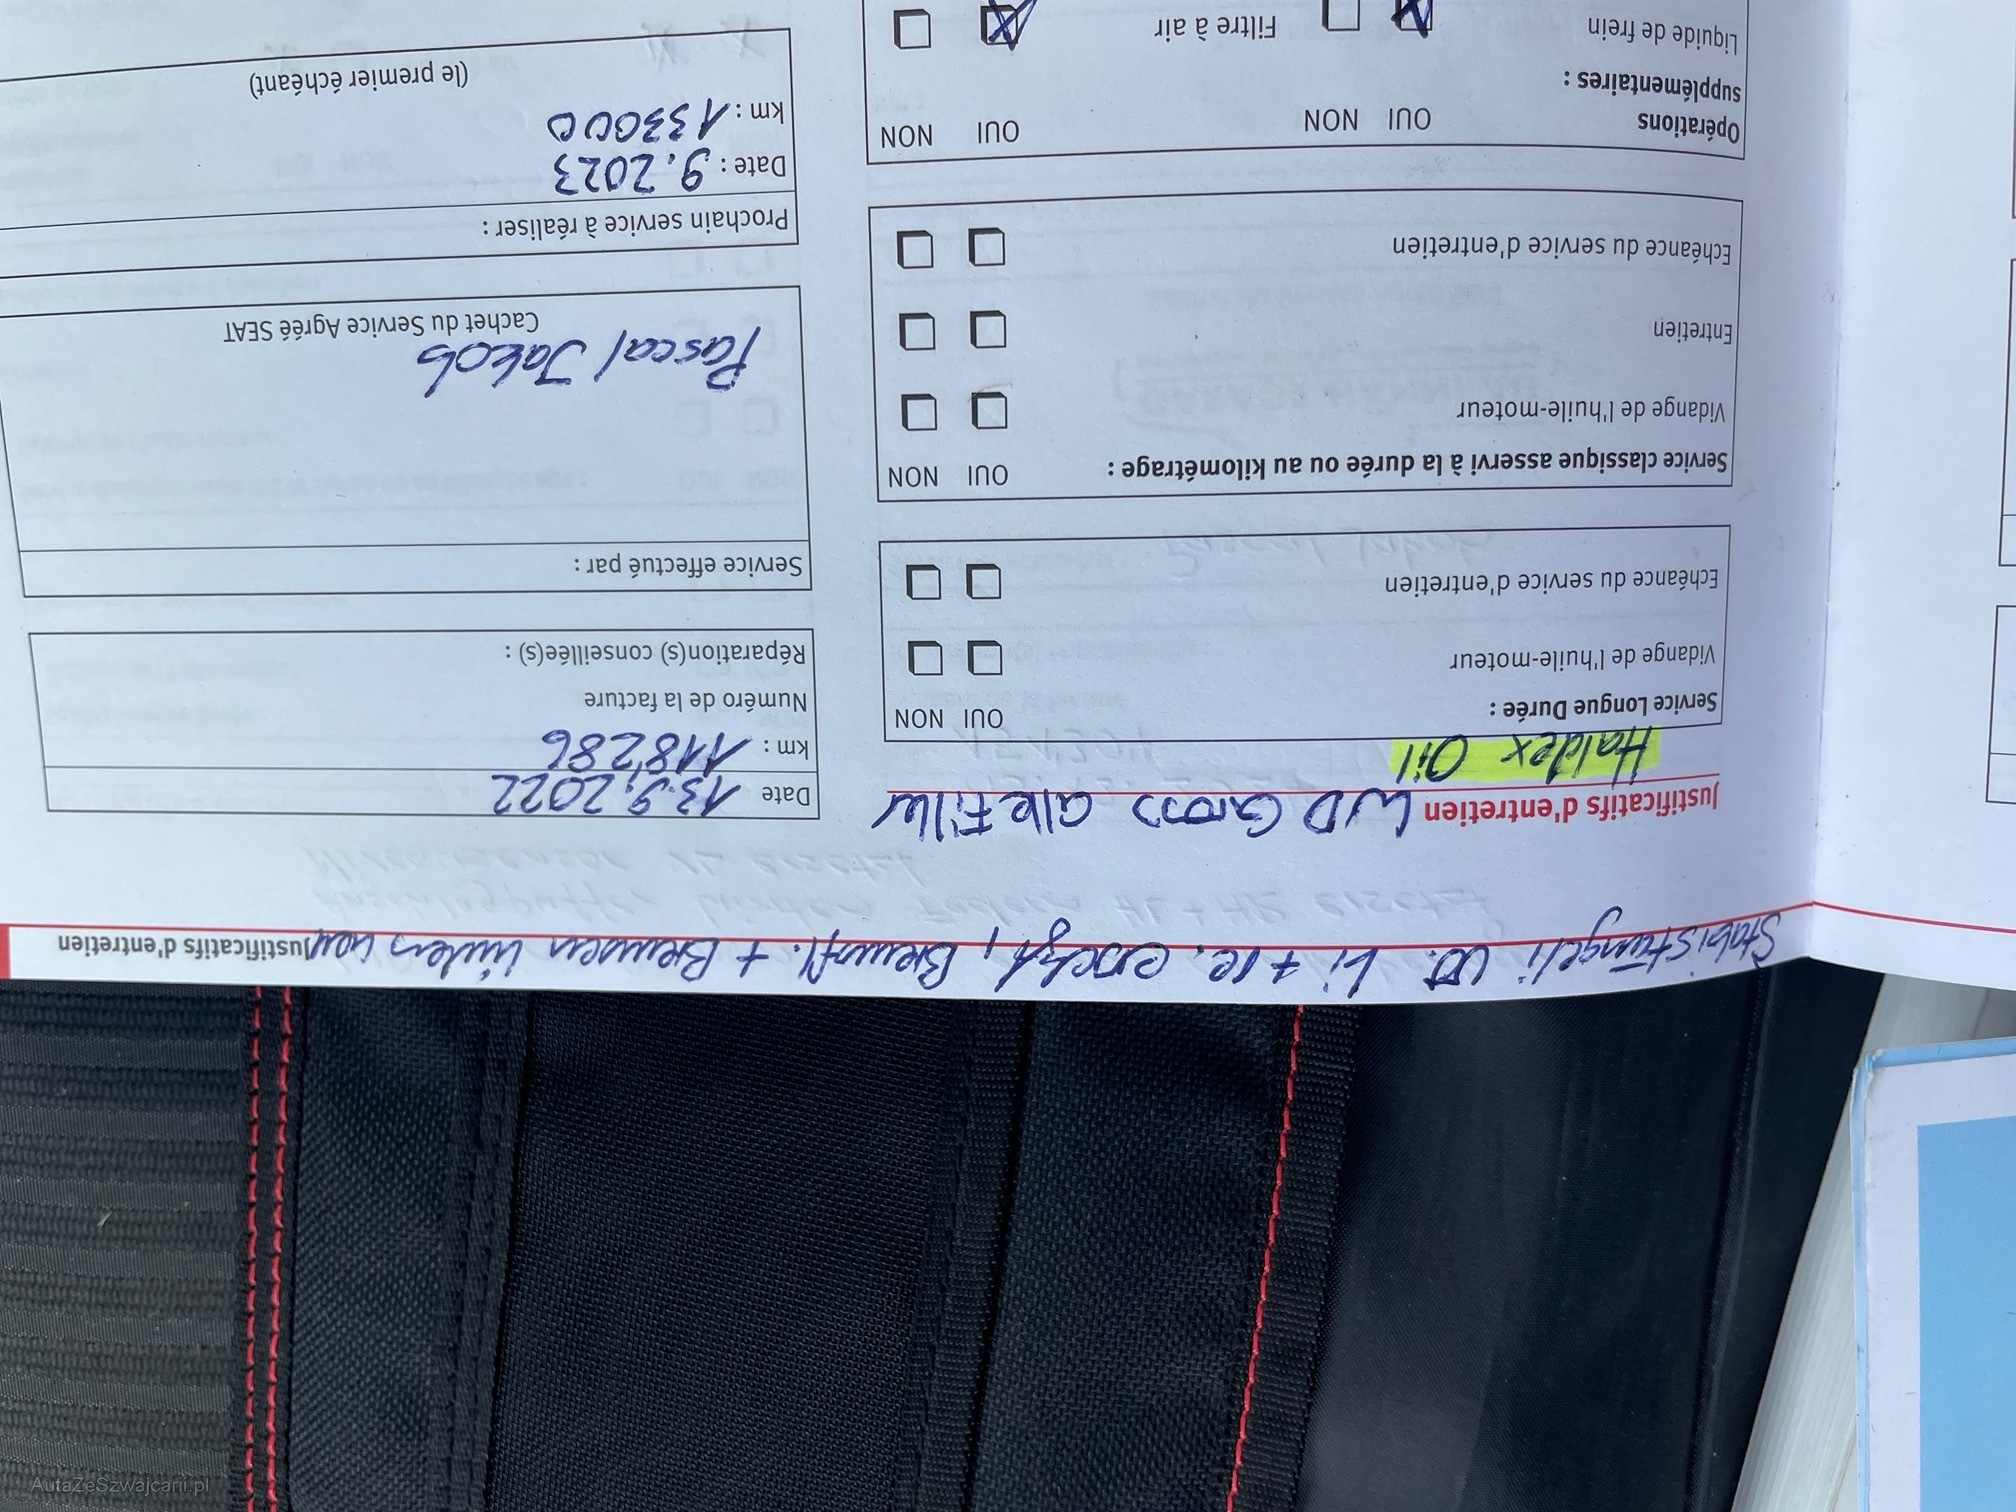 Justificatifs d'entretien
Stabistängeli vo. Li + re. ersetzt, Bremsfl. + Bremsen hinten neu
Justificatifs d'entretien WD Gross alle Filter
Haldex Oil
Service Longue Durée :
OUI NON
Vidange de l'huile-moteur
Echéance du service d'entretien
Service classique asservi à la durée ou au kilométrage :
OUI NON
Vidange de l'huile-moteur
Entretien
Echéance du service d'entretien
Opérations supplémentaires :
OUI NON
OUI NON
Liquide de frein
Filtre à air
Date 13.9.2022
km : 118'286
Numéro de la facture
Réparation(s) conseillée(s) :
Service effectué par :
Pascal Jakob
Cachet du Service Agréé SEAT
Prochain service à réaliser :
Date : 9.2023
km : 133000
(le premier échéant)
AutaZeSzwajcarii.pl